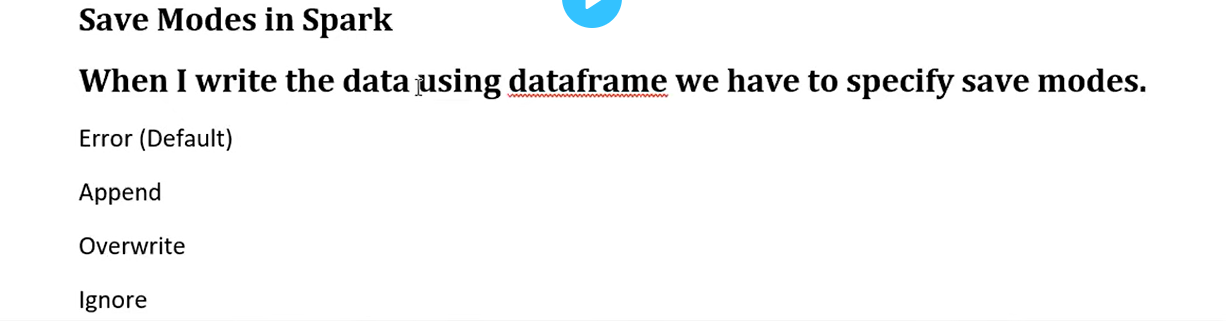 Save Modes in Spark
When I write the data using dataframe we have to specify save modes.
Error (Default)
Append
Overwrite
Ignore